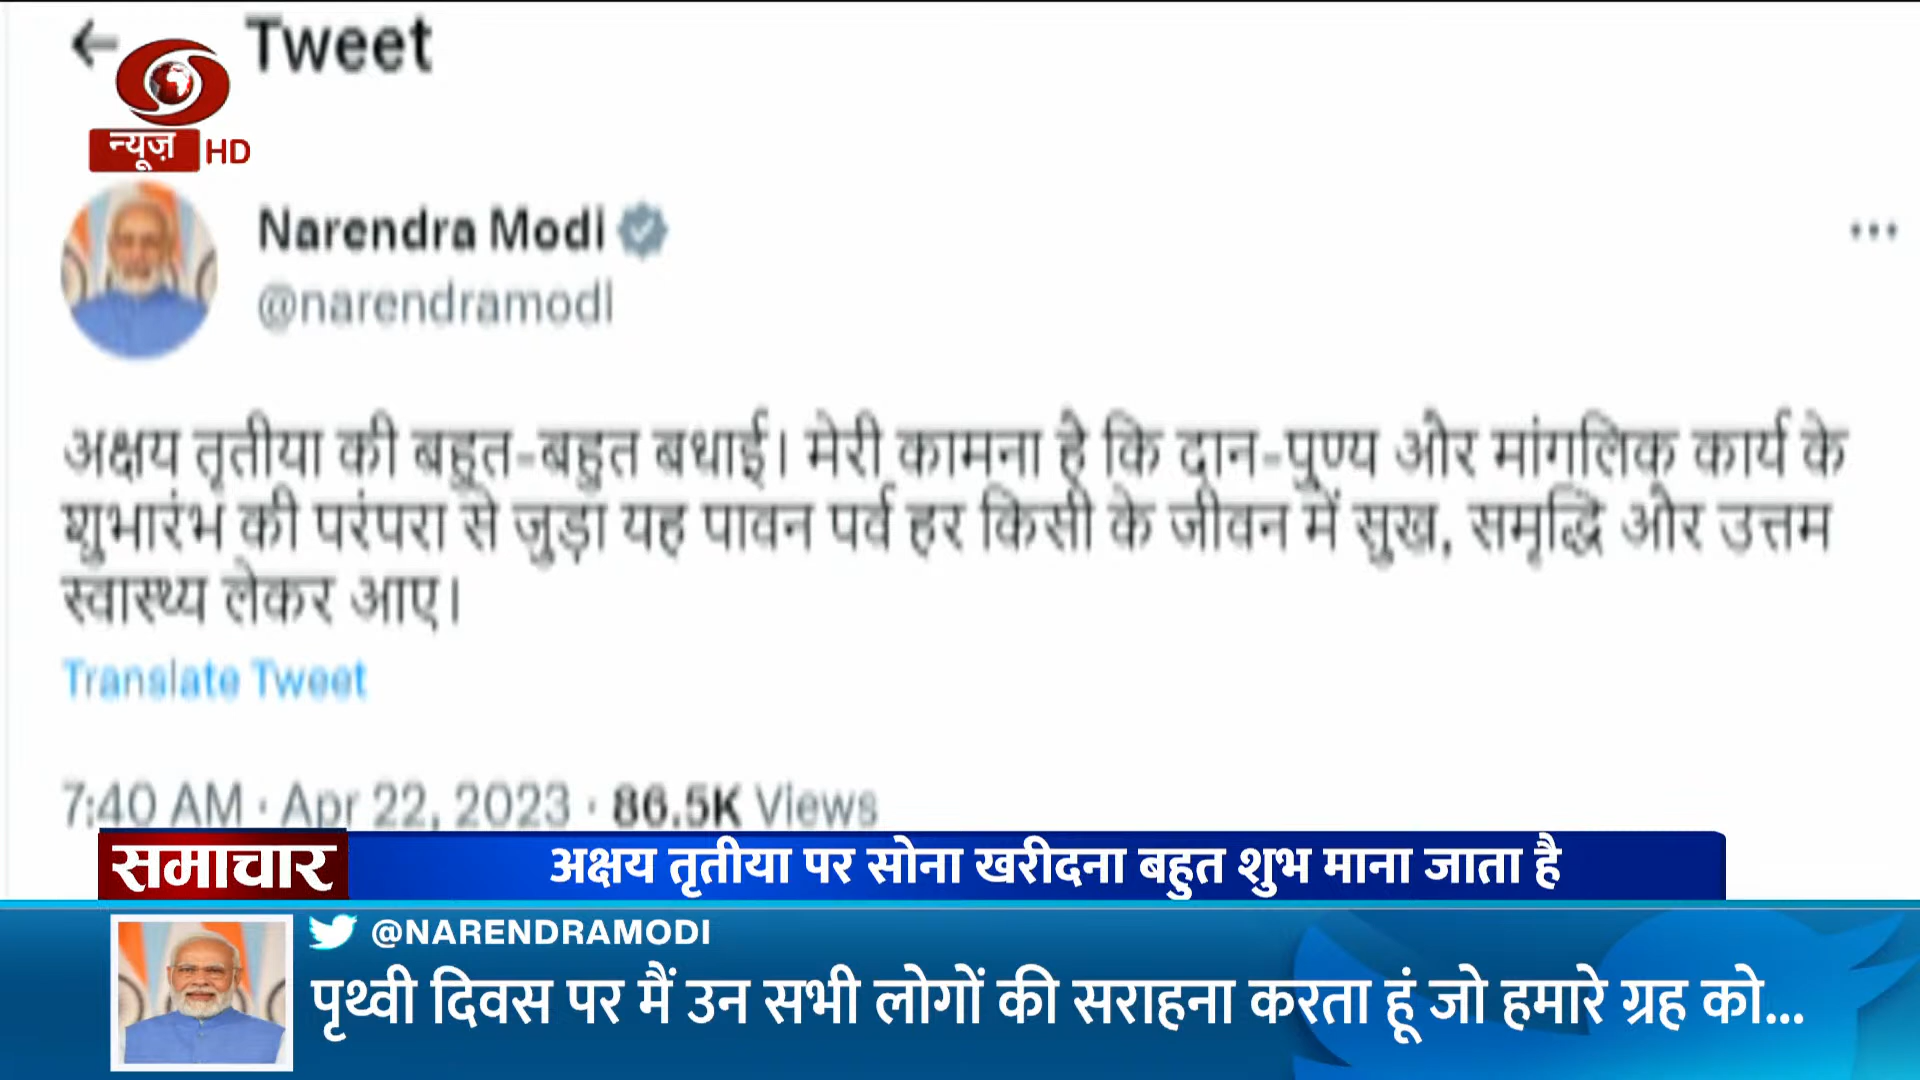 Tweet
न्यूज़ HD
Narendra Modi
@narendramodi
अक्षय तृतीया की बहुत-बहुत बधाई। मेरी कामना है कि दान-पुण्य और मांगलिक कार्य के
शुभारंभ की परंपरा से जुड़ा यह पावन पर्व हर किसी के जीवन में सुख, समृद्धि और उत्तम
स्वास्थ्य लेकर आए।
Translate Tweet
7:40 AM · Apr 22, 2023 · 86.5K Views
समाचार अक्षय तृतीया पर सोना खरीदना बहुत शुभ माना जाता है
@NARENDRAMODI
पृथ्वी दिवस पर मैं उन सभी लोगों की सराहना करता हूं जो हमारे ग्रह को...